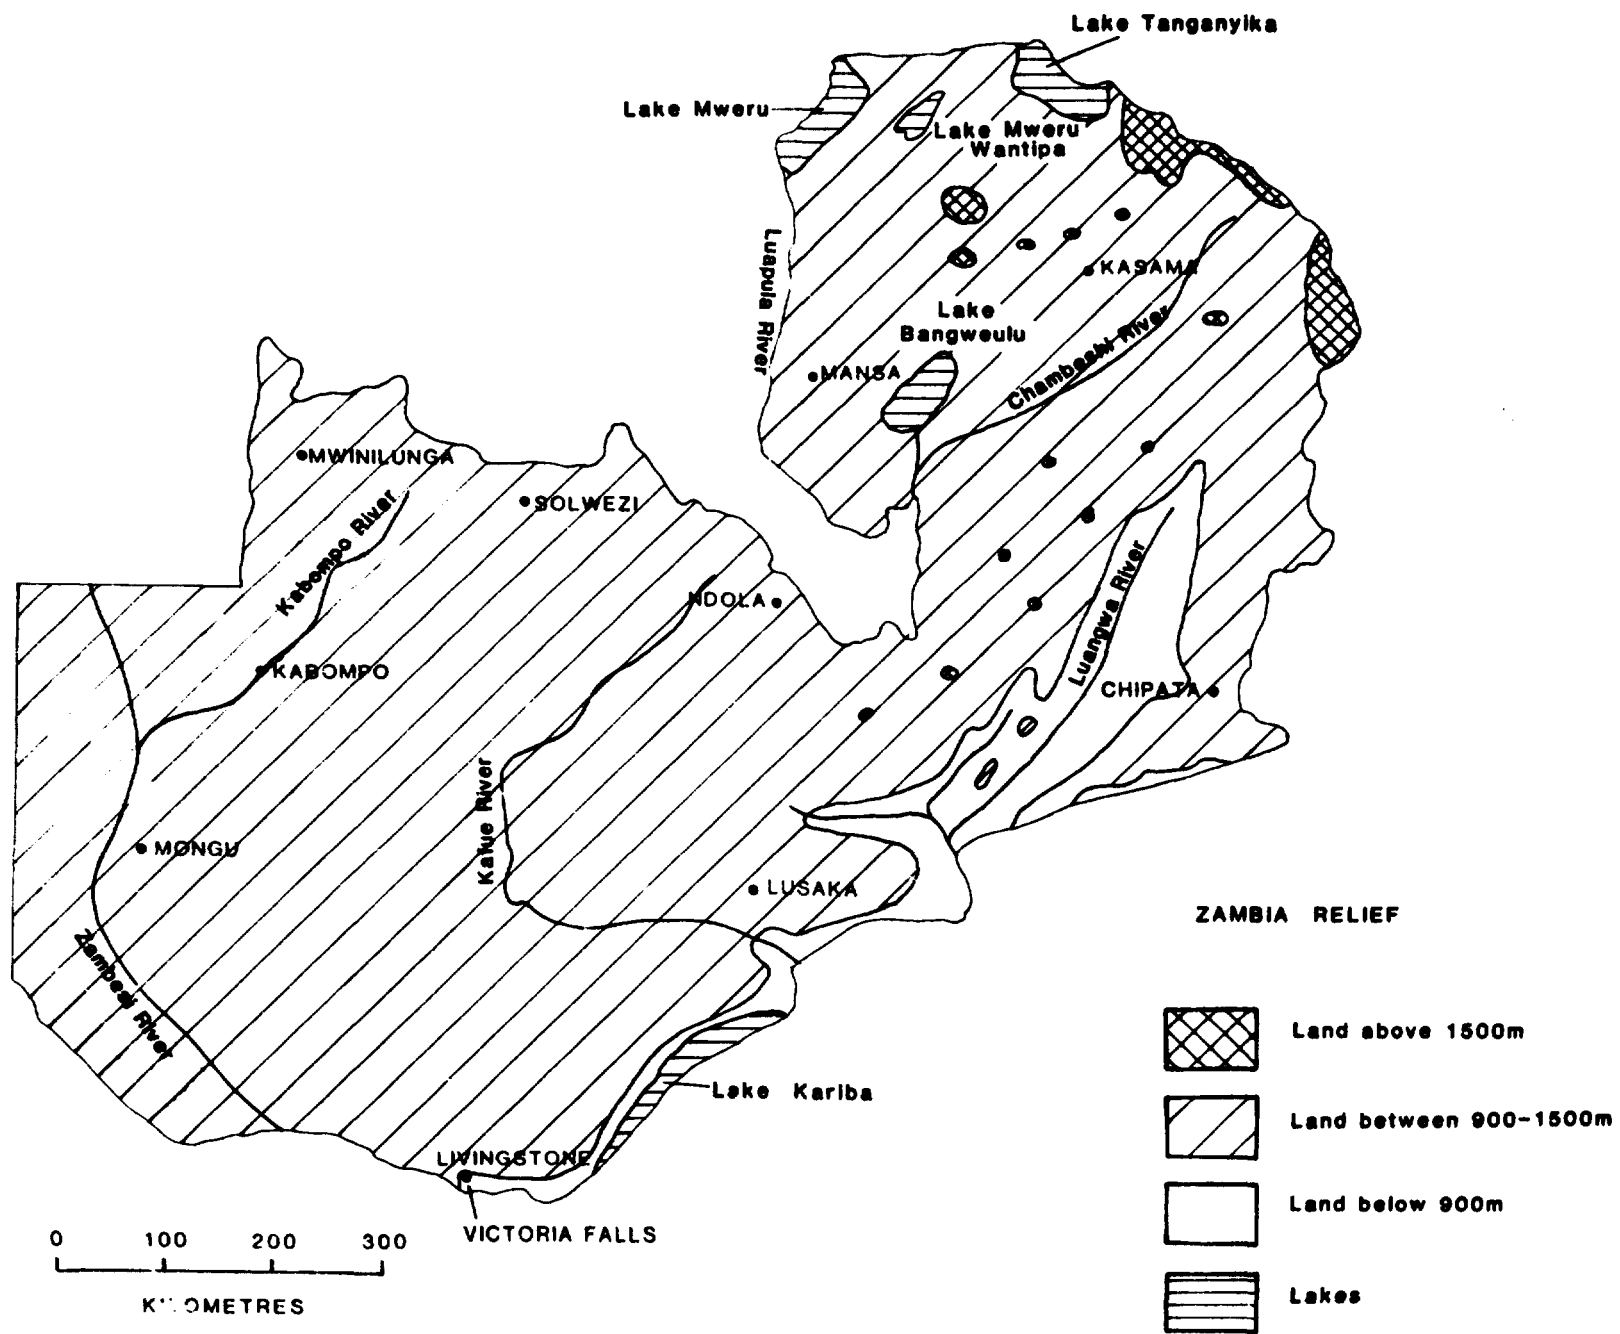 Lake Tanganyika
Lake Mweru
Lake Mweru
Wantipa
Luapula River
KASAMA
Lake
Bangweulu
Chambeshi River
MANSA
MWINILUNGA
SOLWEZI
Kabompo River
NDOLA
Luangwa River
KABOMPO
CHIPATA
Kafue River
MONGU
LUSAKA
ZAMBIA RELIEF
Zambesi River
Land above 1500m
Lake Kariba
Land between 900-1500m
LIVINGSTONE
Land below 900m
VICTORIA FALLS
0 100 200 300
Lakes
KILOMETRES